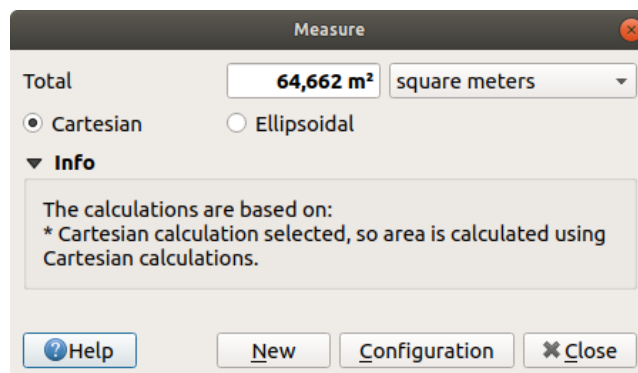 Measure
Total 64,662 m² square meters
Cartesian Ellipsoidal
Info
The calculations are based on:
* Cartesian calculation selected, so area is calculated using
Cartesian calculations.
Help New Configuration Close